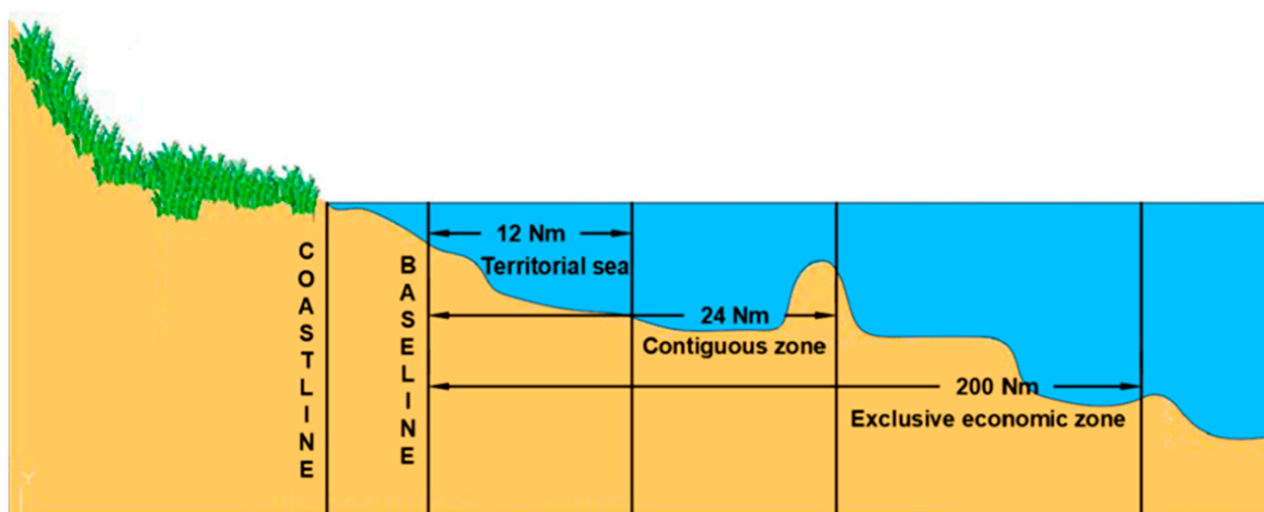 COASTLINE
BASELINE
12 Nm
Territorial sea
24 Nm
Contiguous zone
200 Nm
Exclusive economic zone
Y